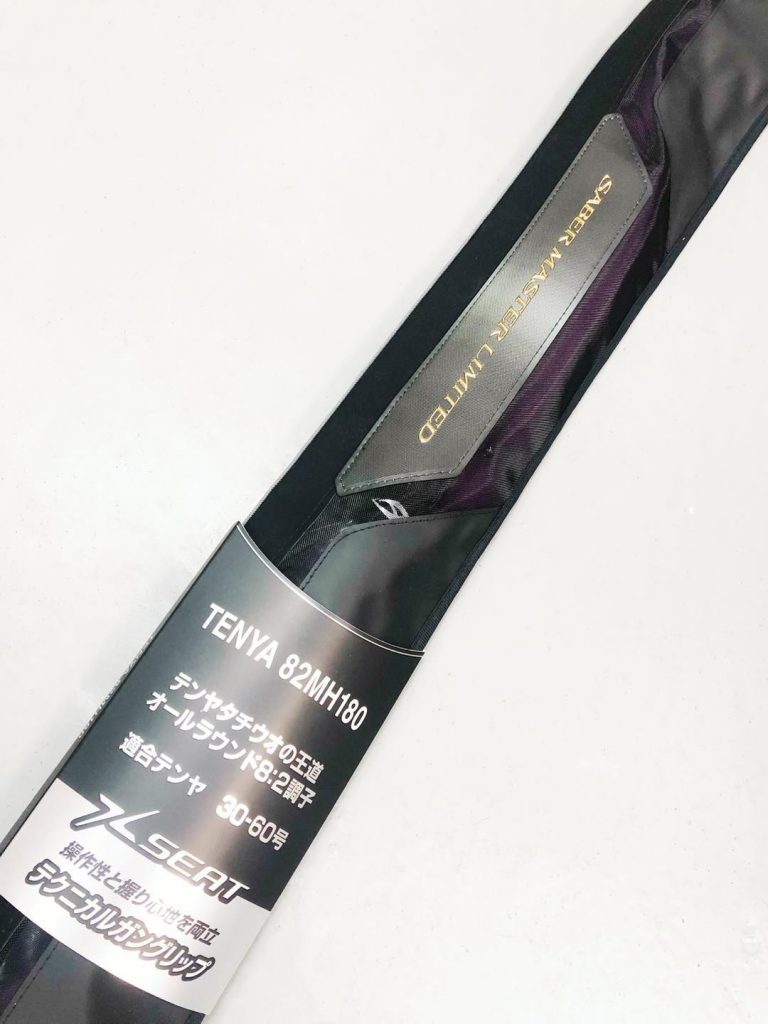 SABER MASTER LIMITED
TENYA 82MH180
テンヤタチウオの王道
オールラウンド8:2調子
適合テンヤ 30-60号
X SEAT
操作性と握り心地を両立
テクニカルガングリップ